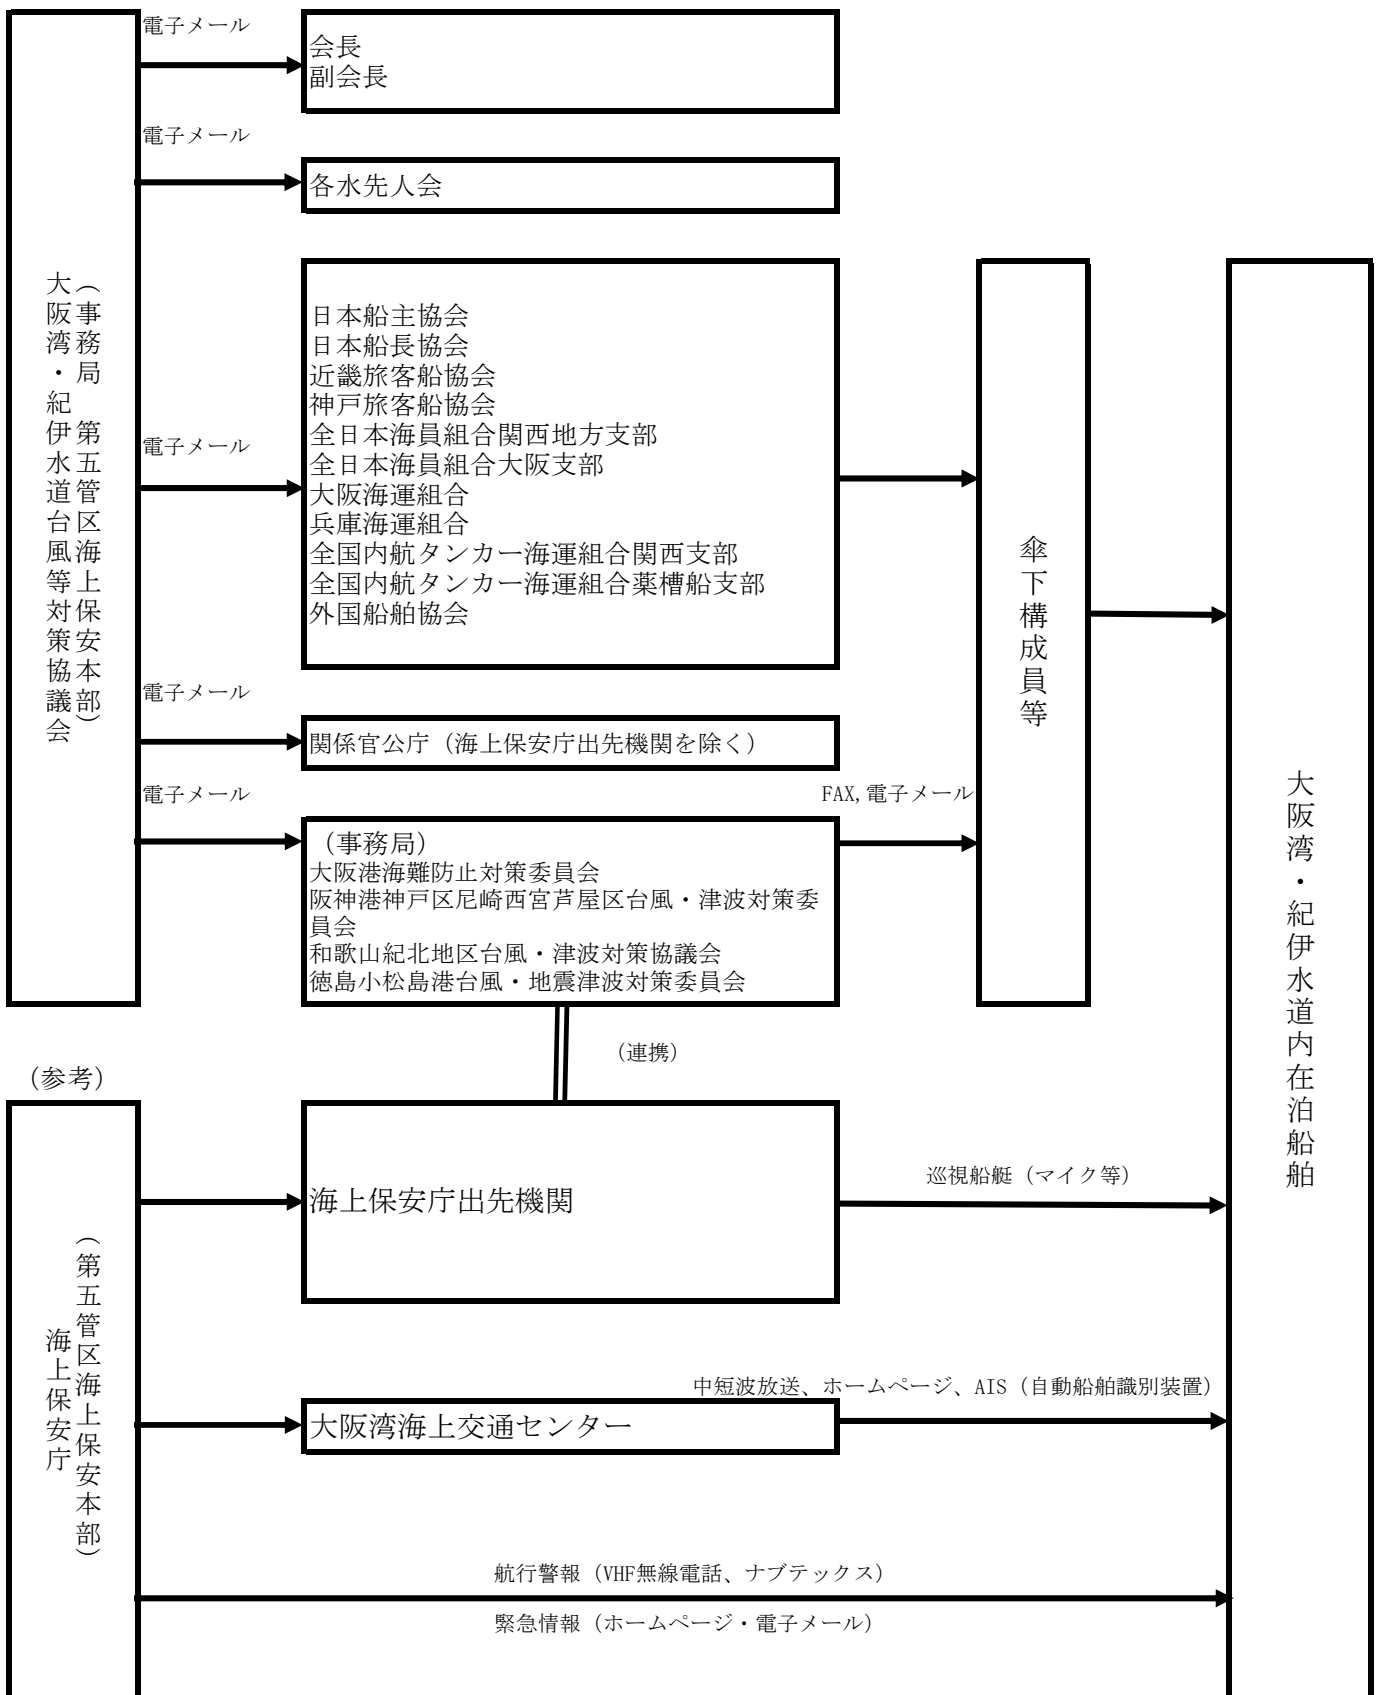 電子メール
会長
副会長
電子メール
各水先人会
大阪湾・紀伊水道台風等対策協議会
（事務局　第五管区海上保安本部）
電子メール
日本船主協会
日本船長協会
近畿旅客船協会
神戸旅客船協会
全日本海員組合関西地方支部
全日本海員組合大阪支部
大阪海運組合
兵庫海運組合
全国内航タンカー海運組合関西支部
全国内航タンカー海運組合薬槽船支部
外国船舶協会
傘下構成員等
大阪湾・紀伊水道内在泊船舶
電子メール
関係官公庁（海上保安庁出先機関を除く）
電子メール
FAX,電子メール
（事務局）
大阪港海難防止対策委員会
阪神港神戸区尼崎西宮芦屋区台風・津波対策委
員会
和歌山紀北地区台風・津波対策協議会
徳島小松島港台風・地震津波対策委員会
（連携）
（参考）
海上保安庁
（第五管区海上保安本部）
海上保安庁出先機関
巡視船艇（マイク等）
中短波放送、ホームページ、AIS（自動船舶識別装置）
大阪湾海上交通センター
航行警報（VHF無線電話、ナブテックス）
緊急情報（ホームページ・電子メール）